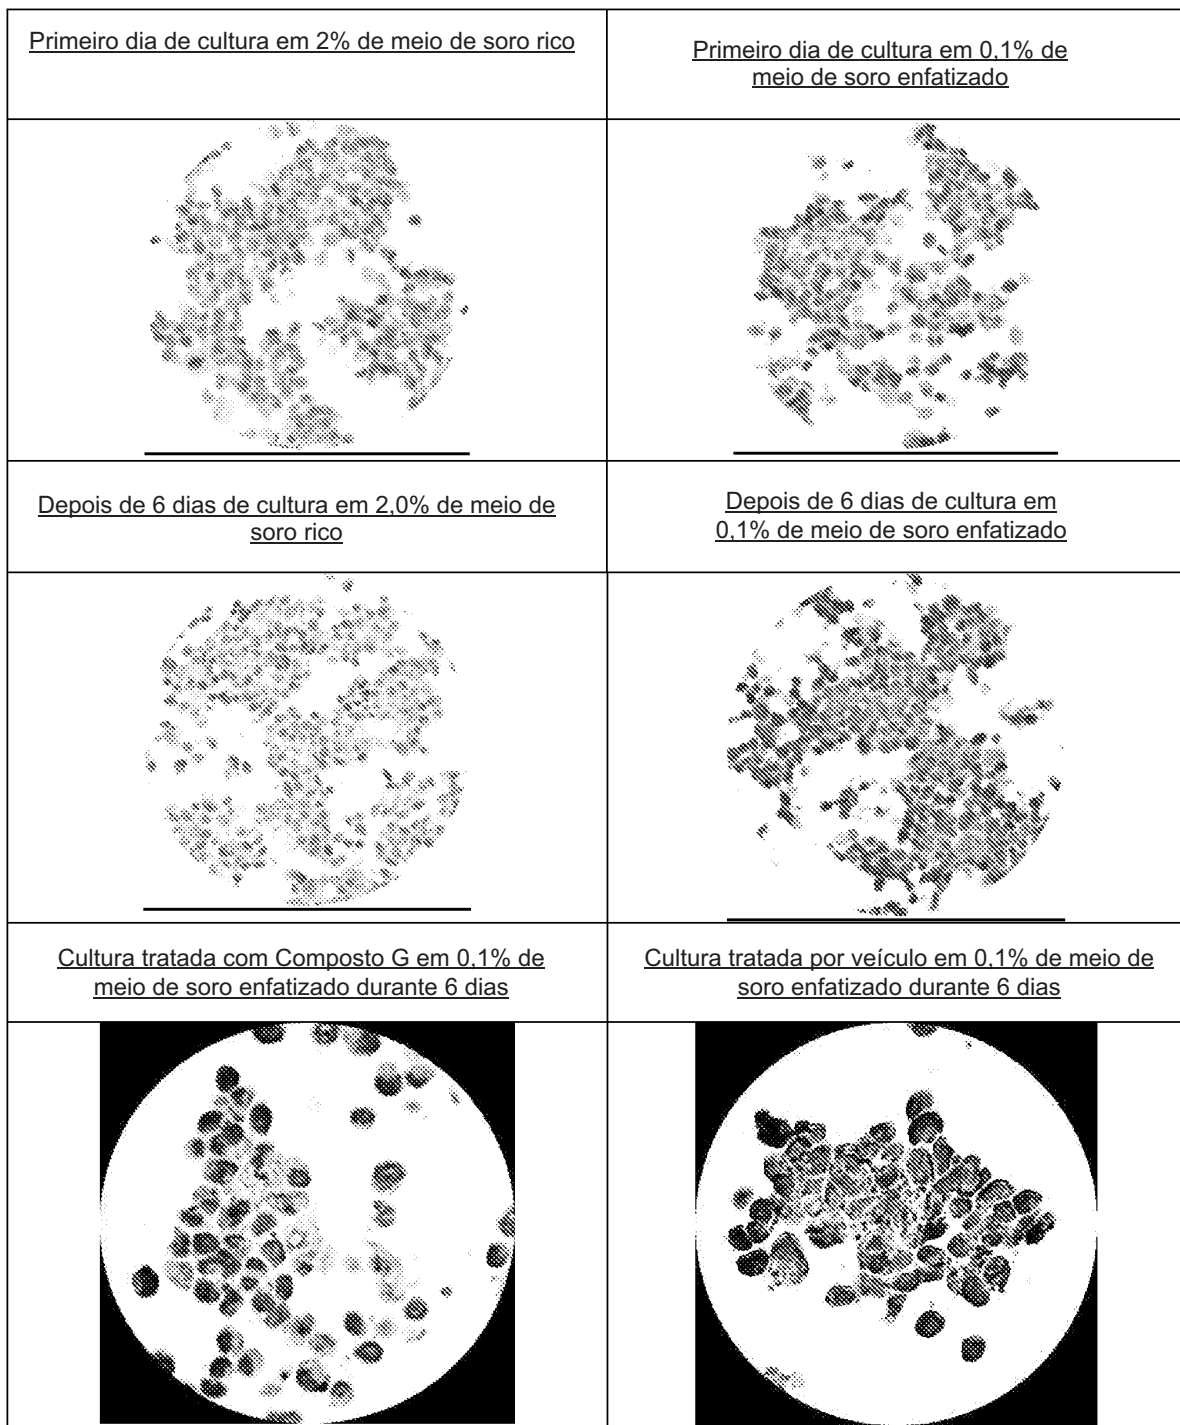 Primeiro dia de cultura em 2% de meio de soro rico
Primeiro dia de cultura em 0,1% de
meio de soro enfatizado
Depois de 6 dias de cultura em 2,0% de meio de
soro rico
Depois de 6 dias de cultura em
0,1% de meio de soro enfatizado
Cultura tratada com Composto G em 0,1% de
meio de soro enfatizado durante 6 dias
Cultura tratada por veículo em 0,1% de meio de
soro enfatizado durante 6 dias